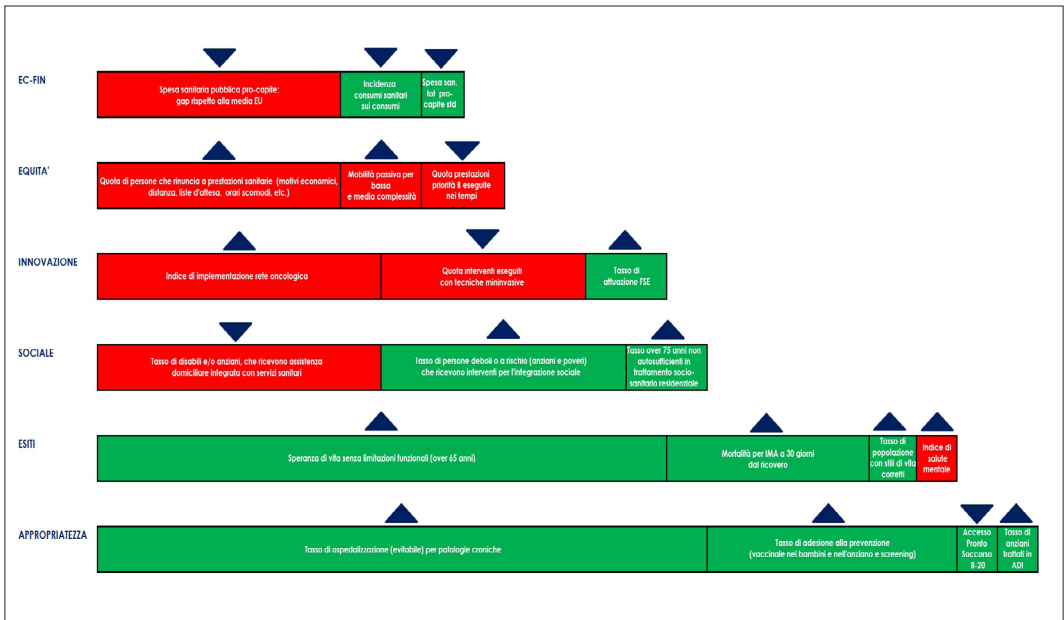 EC-FIN
Spesa sanitaria pubblica pro-capite:
gap rispetto alla media EU
Incidenza
consumi sanitari
sui consumi
Spesa san.
tot pro-
capite std
EQUITA'
Quota di persone che rinuncia a prestazioni sanitarie (motivi economici,
distanza, liste d'attesa, orari scomodi, etc.)
Mobilità passiva per
bassa
e media complessità
Quota prestazioni
priorità B eseguite
nei tempi
INNOVAZIONE
Indice di implementazione rete oncologica
Quota interventi eseguiti
con tecniche mininvasive
Tasso di
attuazione FSE
SOCIALE
Tasso di disabili e/o anziani, che ricevono assistenza
domiciliare integrata con servizi sanitari
Tasso di persone deboli o a rischio (anziani e poveri)
che ricevono interventi per l'integrazione sociale
Tasso over 75 anni non
autosufficienti in
trattamento socio-
sanitario residenziale
ESITI
Speranza di vita senza limitazioni funzionali (over 65 anni)
Mortalità per IMA a 30 giorni
dal ricovero
Tasso di
popolazione
con stili di vita
corretti
Indice di
salute
mentale
APPROPRIATEZZA
Tasso di ospedalizzazione (evitabile) per patologie croniche
Tasso di adesione alla prevenzione
(vaccinale nei bambini e nell'anziano e screening)
Accesso
Pronto
Soccorso
8-20
Tasso di
anziani
trattati in
ADI